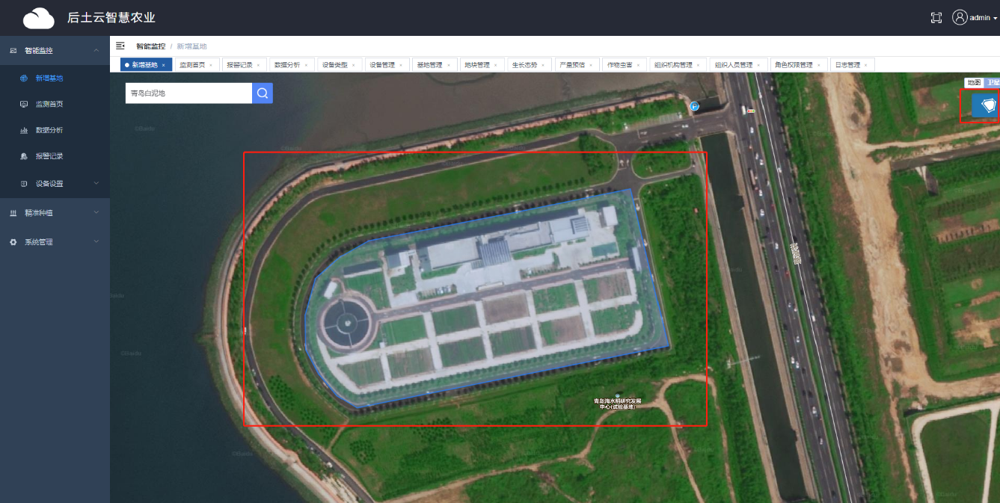 后土云智慧农业
admin
智能监控
智能监控 / 新增基地
新增基地 × 监测首页 × 报警记录 × 数据分析 × 设备类型 × 设备管理 × 基地管理 × 地块管理 × 生长态势 × 产量预估 × 作物虫害 × 组织机构管理 × 组织人员管理 × 角色权限管理 × 日志管理 ×
新增基地
监测首页
数据分析
报警记录
设备设置
精准种植
系统管理
青岛白泥地
地图
P
青岛海水稻研究发展
中心(试验基地)
©Baidu
©Baidu
©Baidu
©Baidu